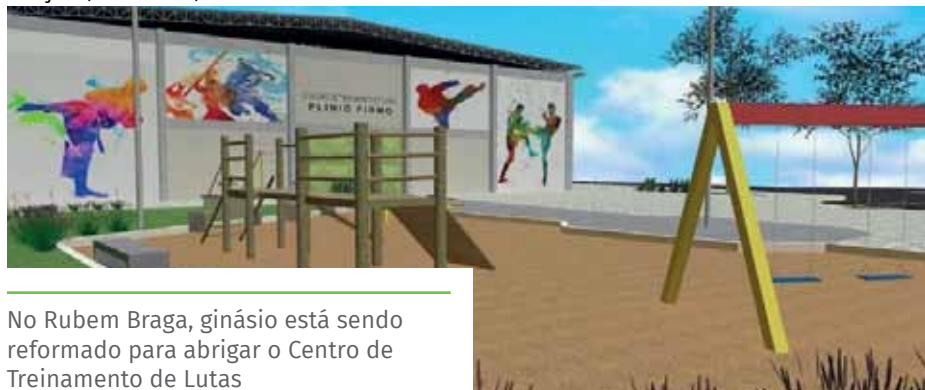 PLINIO FIRMO
No Rubem Braga, ginásio está sendo
reformado para abrigar o Centro de
Treinamento de Lutas